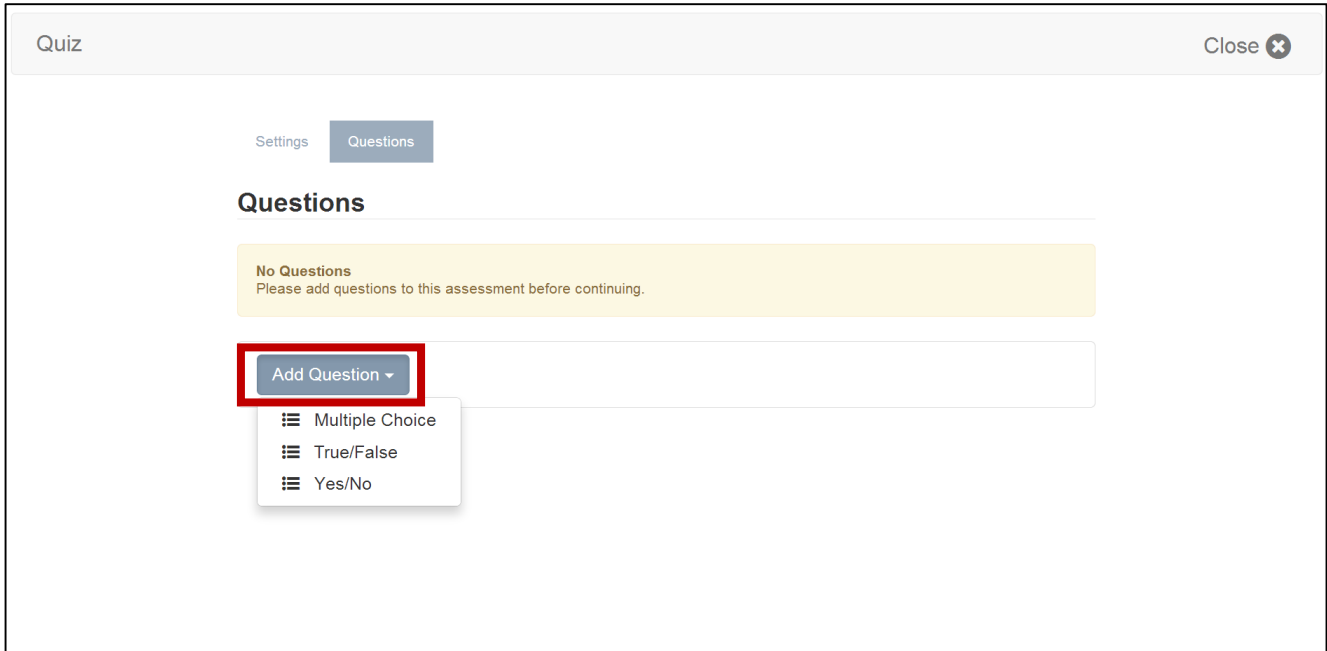 Quiz
Close
Settings
Questions
Questions
No Questions
Please add questions to this assessment before continuing.
Add Question
Multiple Choice
True/False
Yes/No